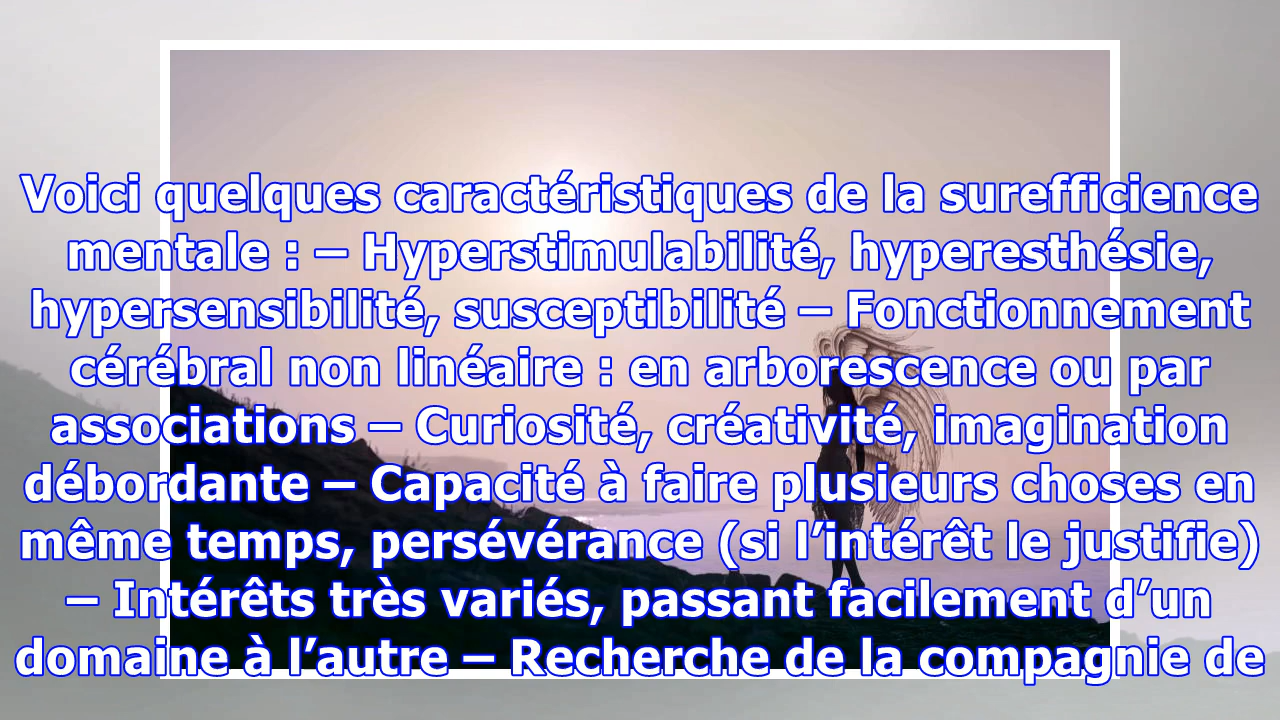 Voici quelques caractéristiques de la surefficience
mentale : – Hyperstimulabilité, hyperesthésie,
hypersensibilité, susceptibilité – Fonctionnement
cérébral non linéaire : en arborescence ou par
associations – Curiosité, créativité, imagination
débordante – Capacité à faire plusieurs choses en
même temps, persévérance (si l’intérêt le justifie)
– Intérêts très variés, passant facilement d’un
domaine à l’autre – Recherche de la compagnie de